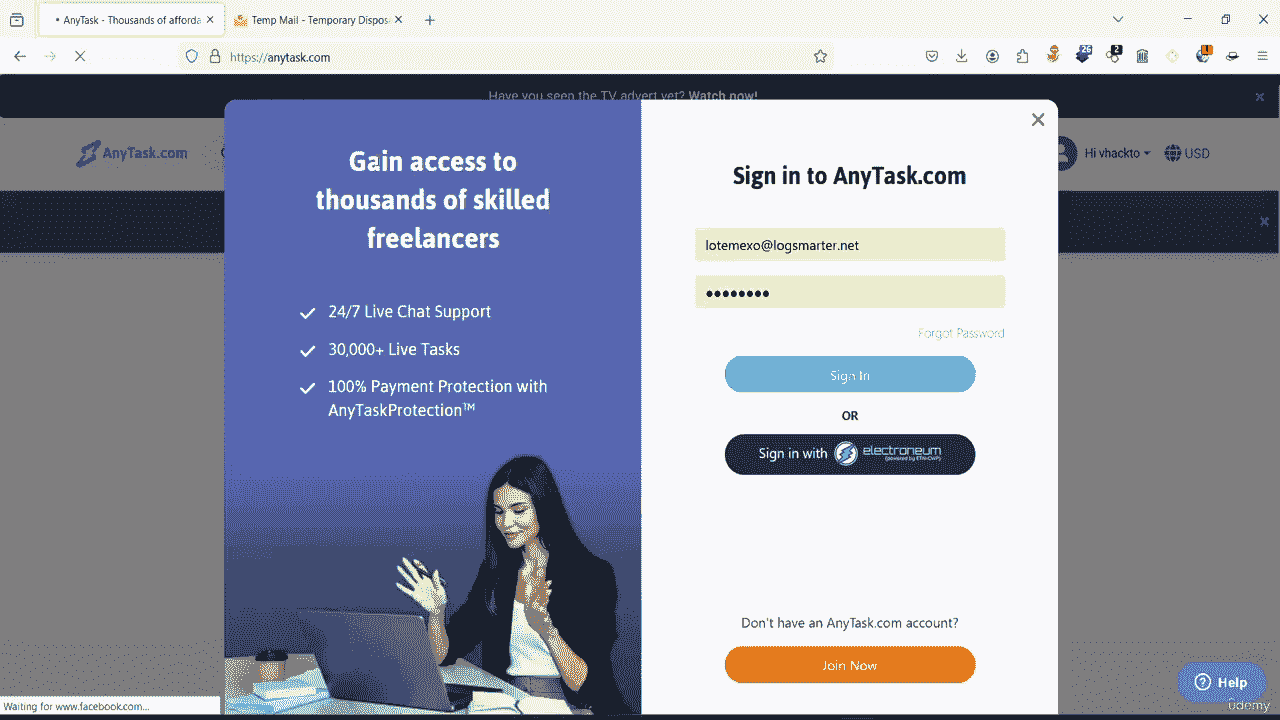 AnyTask - Thousands of afforda
Temp Mail - Temporary Dispos
https://anytask.com
26
2
Have you seen the TV advert yet? Watch now!
AnyTask.com
Hi vhackto
USD
Gain access to
thousands of skilled
freelancers
24/7 Live Chat Support
30,000+ Live Tasks
100% Payment Protection with
AnyTaskProtection™
Sign in to AnyTask.com
lotemexo@logsmarter.net
Forgot Password
Sign In
OR
Sign in with electroneum
Don't have an AnyTask.com account?
Join Now
Help
Waiting for www.facebook.com...
udemy